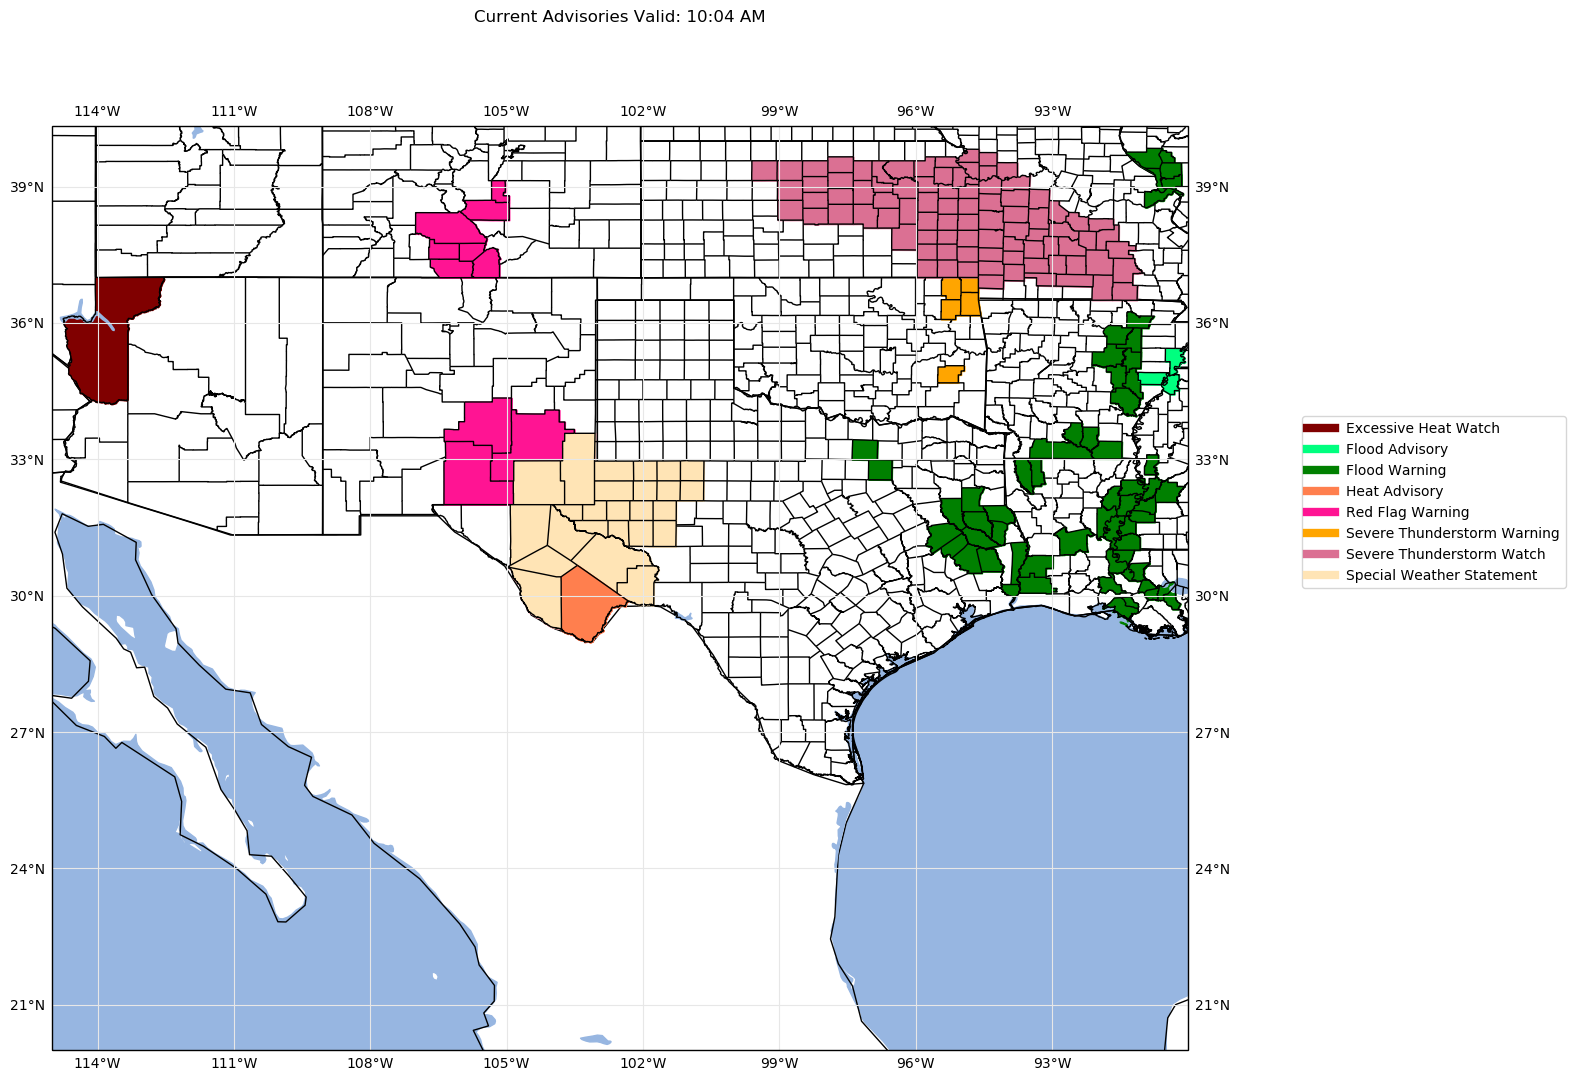 Current Advisories Valid: 10:04 AM
114°W 111°W 108°W 105°W 102°W 99°W 96°W 93°W
39°N 39°N
36°N 36°N
33°N 33°N
Excessive Heat Watch
Flood Advisory
Flood Warning
Heat Advisory
Red Flag Warning
Severe Thunderstorm Warning
Severe Thunderstorm Watch
Special Weather Statement
30°N 30°N
27°N 27°N
24°N 24°N
21°N 21°N
114°W 111°W 108°W 105°W 102°W 99°W 96°W 93°W